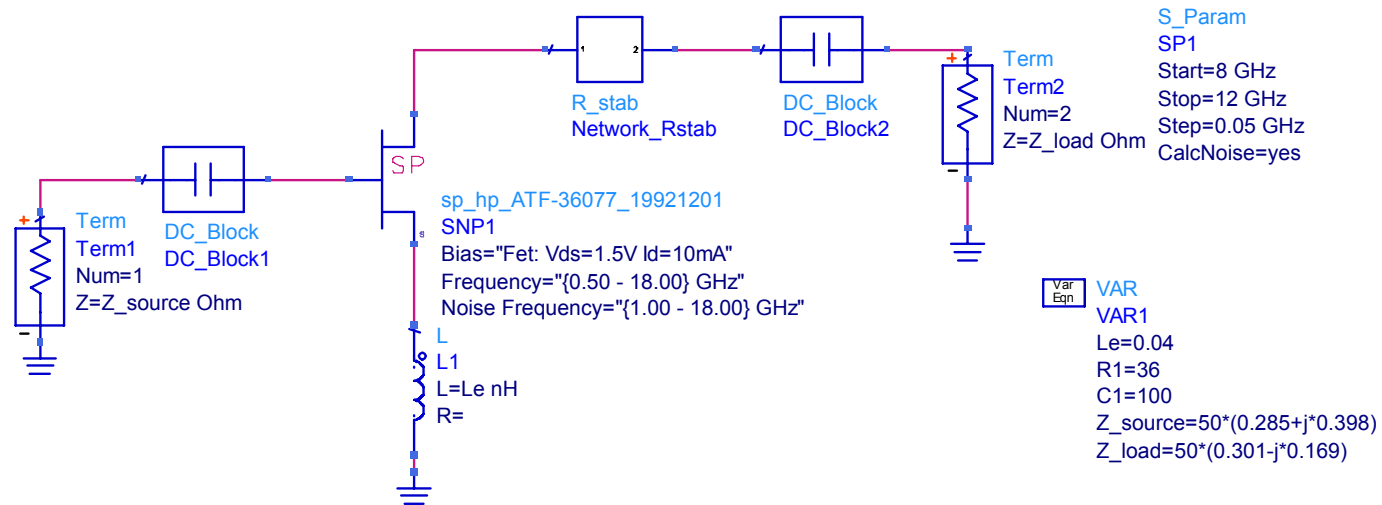 S_Param
SP1
Start=8 GHz
Stop=12 GHz
Step=0.05 GHz
CalcNoise=yes
1
2
R_stab
Network_Rstab
DC_Block
DC_Block2
+
Term
Term2
Num=2
Z=Z_load Ohm
-
SP
sp_hp_ATF-36077_19921201
SNP1
Bias="Fet: Vds=1.5V Id=10mA"
Frequency="{0.50 - 18.00} GHz"
Noise Frequency="{1.00 - 18.00} GHz"
DC_Block
DC_Block1
+
Term
Term1
Num=1
Z=Z_source Ohm
-
L
L1
L=Le nH
R=
Var
Eqn
VAR
VAR1
Le=0.04
R1=36
C1=100
Z_source=50*(0.285+j*0.398)
Z_load=50*(0.301-j*0.169)